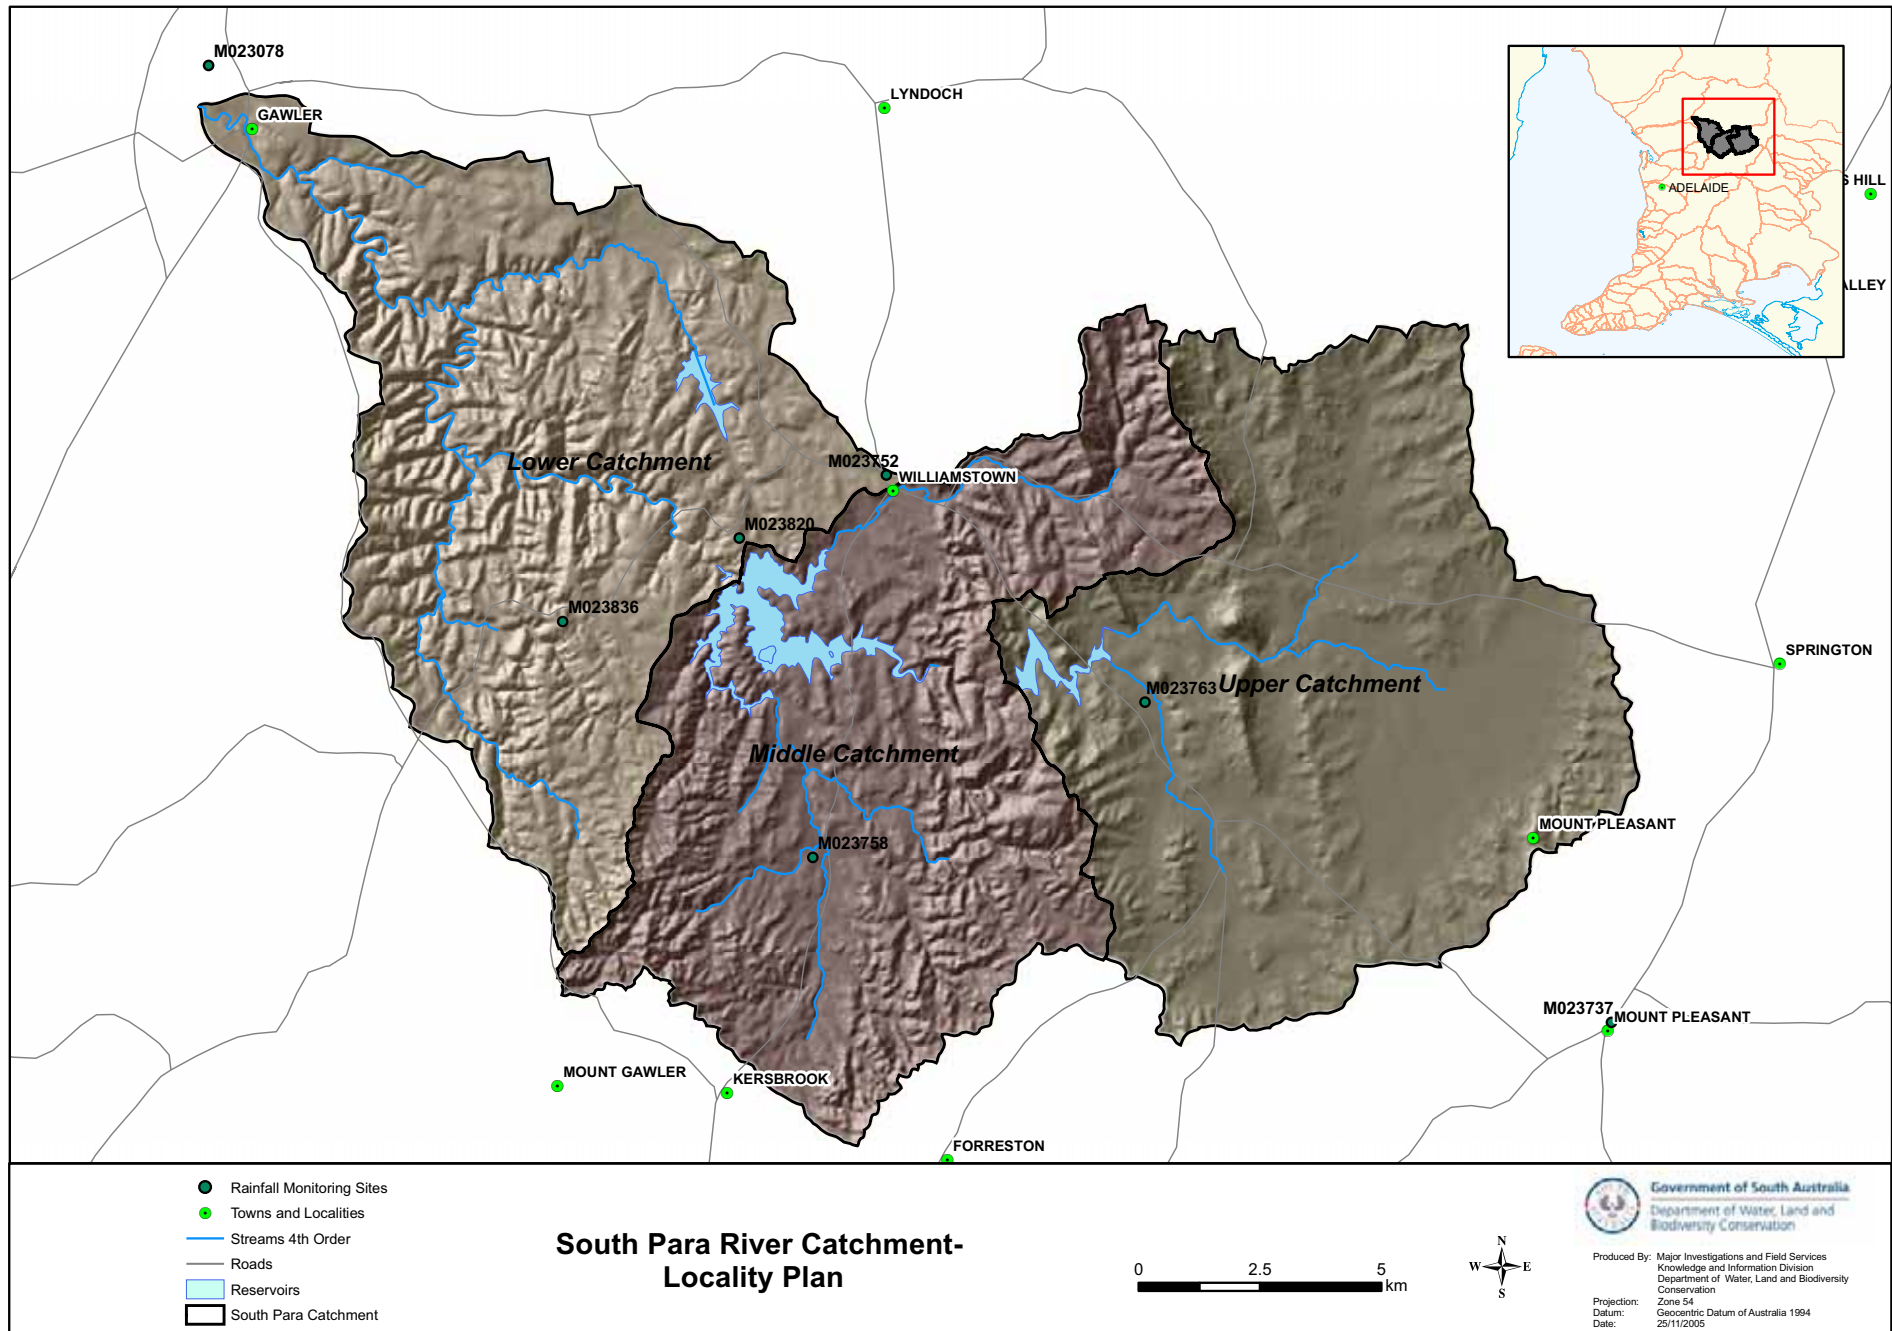 M023078
GAWLER
LYNDOCH
ADELAIDE
S HILL
ALLEY
Lower Catchment
M023752
WILLIAMSTOWN
M023820
M023836
SPRINGTON
M023763
Upper Catchment
Middle Catchment
MOUNT PLEASANT
M023758
M023737
MOUNT PLEASANT
MOUNT GAWLER
KERSBROOK
FORRESTON
Rainfall Monitoring Sites
Towns and Localities
Streams 4th Order
Roads
Reservoirs
South Para Catchment
South Para River Catchment-
Locality Plan
0 2.5 5
km
N
W E
S
Government of South Australia
Department of Water, Land and
Biodiversity Conservation
Produced By: Major Investigations and Field Services
Knowledge and Information Division
Department of Water, Land and Biodiversity
Conservation
Projection: Zone 54
Datum: Geocentric Datum of Australia 1994
Date: 25/11/2005